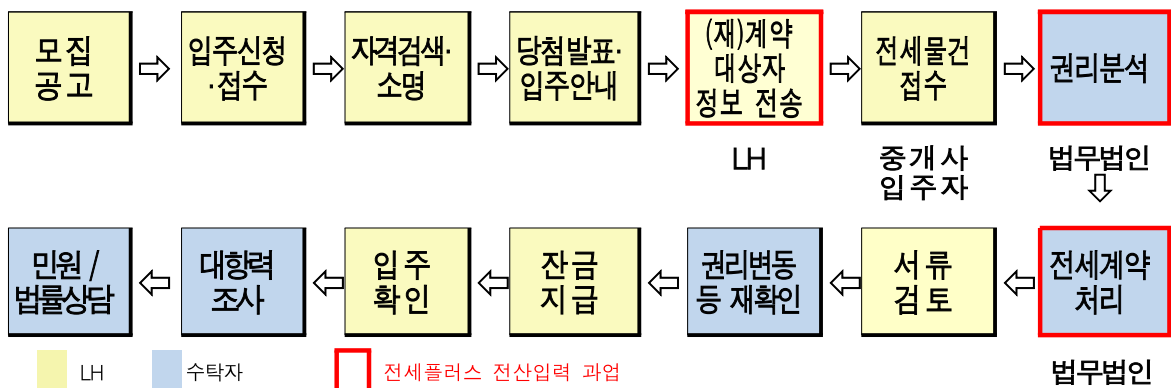 모집
공고
입주신청
·접수
자격검색·
소명
당첨발표·
입주안내
(재)계약
대상자
정보 전송
전세물건
접수
권리분석
LH
중개사
입주자
법무법인
전세계약
처리
서류
검토
권리변동
등 재확인
잔금
지급
입주
확인
대항력
조사
민원 /
법률상담
법무법인
LH
수탁자
전세플러스 전산입력 과업